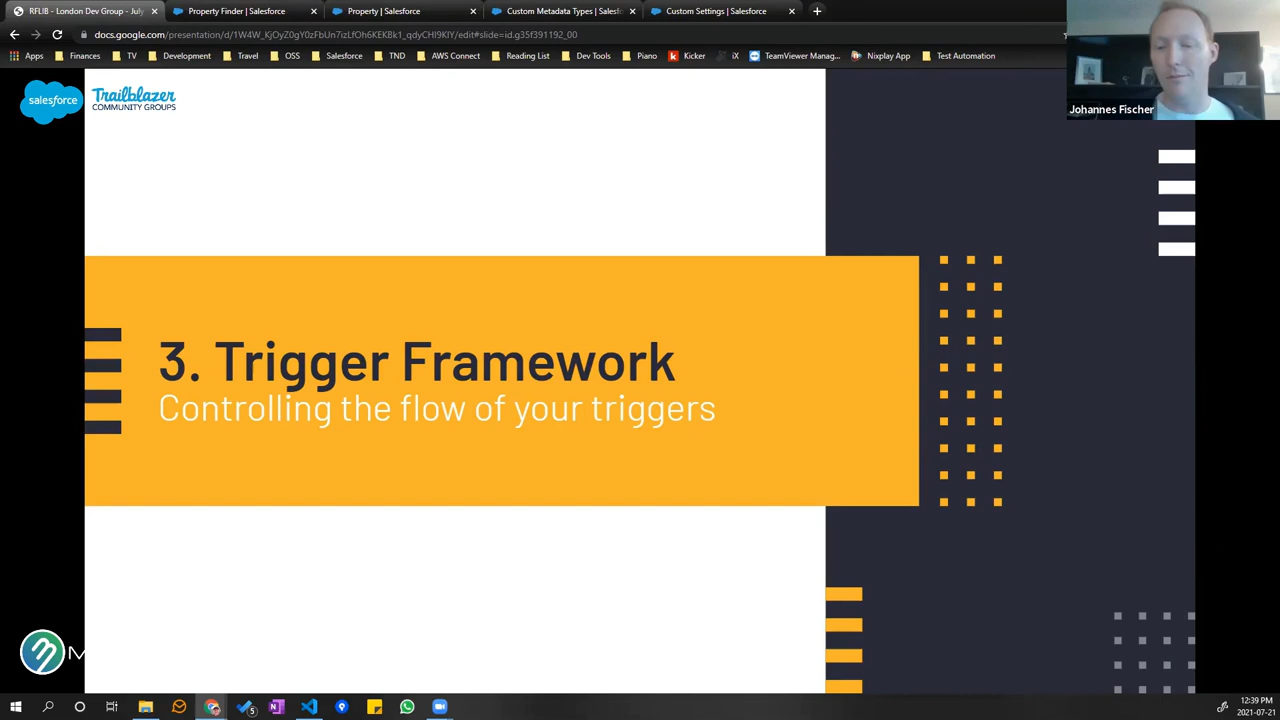 RFLIB - London Dev Group - July
Property Finder | Salesforce
Property | Salesforce
Custom Metadata Types | Salesf
Custom Settings | Salesforce
docs.google.com/presentation/d/1W4W_KjOyZ0gY0zFbUn7izLfOh6KEKBk1_qdyCHI9KIY/edit#slide=id.g35f391192_00
Apps
Finances
TV
Development
Travel
OSS
Salesforce
TND
AWS Connect
Reading List
Dev Tools
Piano
Kicker
iX
TeamViewer Manag...
Nixplay App
Test Automation
salesforce
Trailblazer
COMMUNITY GROUPS
Johannes Fischer
3. Trigger Framework
Controlling the flow of your triggers
M
12:39 PM
2021-07-21